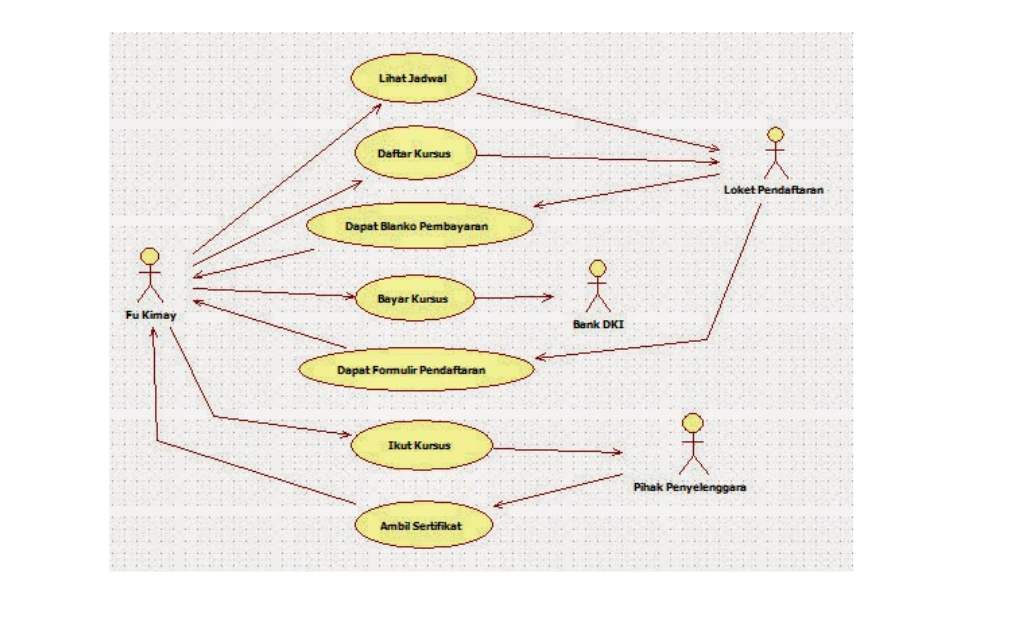 Lihat Jadwal
Daftar Kursus
Loket Pendaftaran
Dapat Blanko Pembayaran
Fu Kimay
Bayar Kursus
Bank DKI
Dapat Formulir Pendaftaran
Ikut Kursus
Pihak Penyelenggara
Ambil Sertifikat